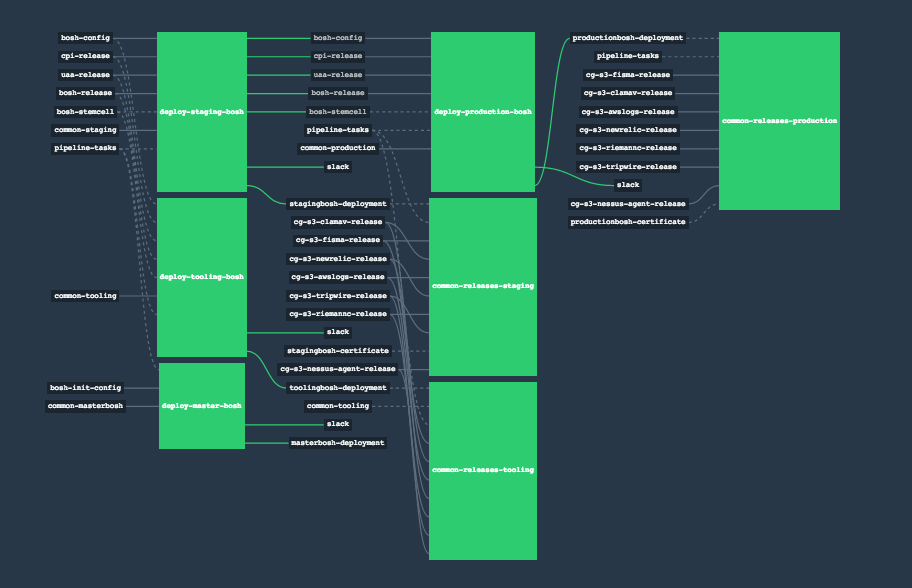 bosh-config
cpi-release
uaa-release
bosh-release
bosh-stemcell
common-staging
pipeline-tasks
common-tooling
bosh-init-config
common-masterbosh
deploy-staging-bosh
deploy-tooling-bosh
deploy-master-bosh
bosh-config
cpi-release
uaa-release
bosh-release
bosh-stemcell
pipeline-tasks
common-production
slack
stagingbosh-deployment
cg-s3-clamav-release
cg-s3-fisma-release
cg-s3-newrelic-release
cg-s3-awslogs-release
cg-s3-tripwire-release
cg-s3-riemannc-release
slack
stagingbosh-certificate
cg-s3-nessus-agent-release
toolingbosh-deployment
common-tooling
slack
masterbosh-deployment
deploy-production-bosh
common-releases-staging
common-releases-tooling
productionbosh-deployment
pipeline-tasks
cg-s3-fisma-release
cg-s3-clamav-release
cg-s3-awslogs-release
cg-s3-newrelic-release
cg-s3-riemannc-release
cg-s3-tripwire-release
slack
cg-s3-nessus-agent-release
productionbosh-certificate
common-releases-production